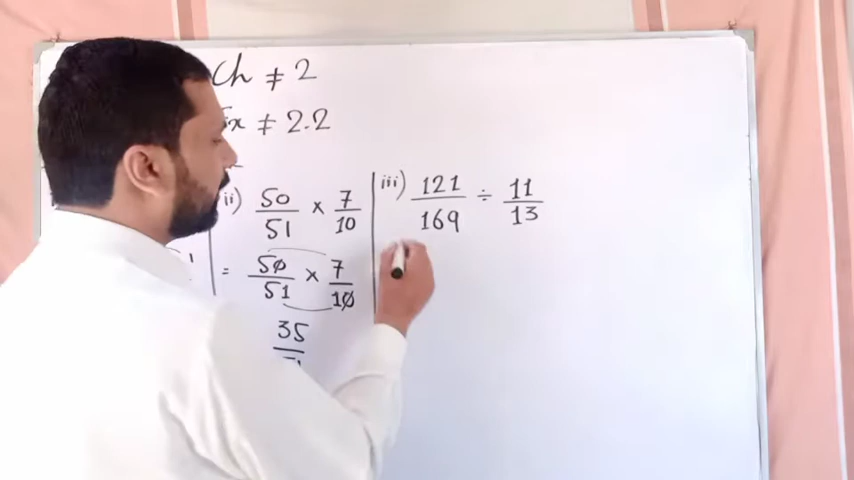 Ch # 2
Ex # 2.2
ii) 50/51 × 7/10
= 50/51 × 7/10
35
iii) 121/169 ÷ 11/13